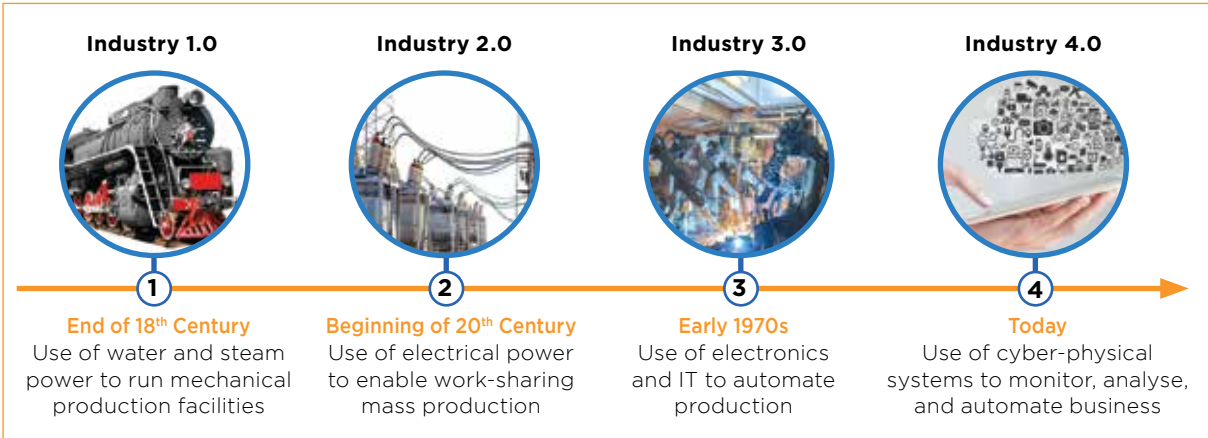 Industry 1.0
Industry 2.0
Industry 3.0
Industry 4.0
1
2
3
4
End of 18th Century
Use of water and steam
power to run mechanical
production facilities
Beginning of 20th Century
Use of electrical power
to enable work-sharing
mass production
Early 1970s
Use of electronics
and IT to automate
production
Today
Use of cyber-physical
systems to monitor, analyse,
and automate business